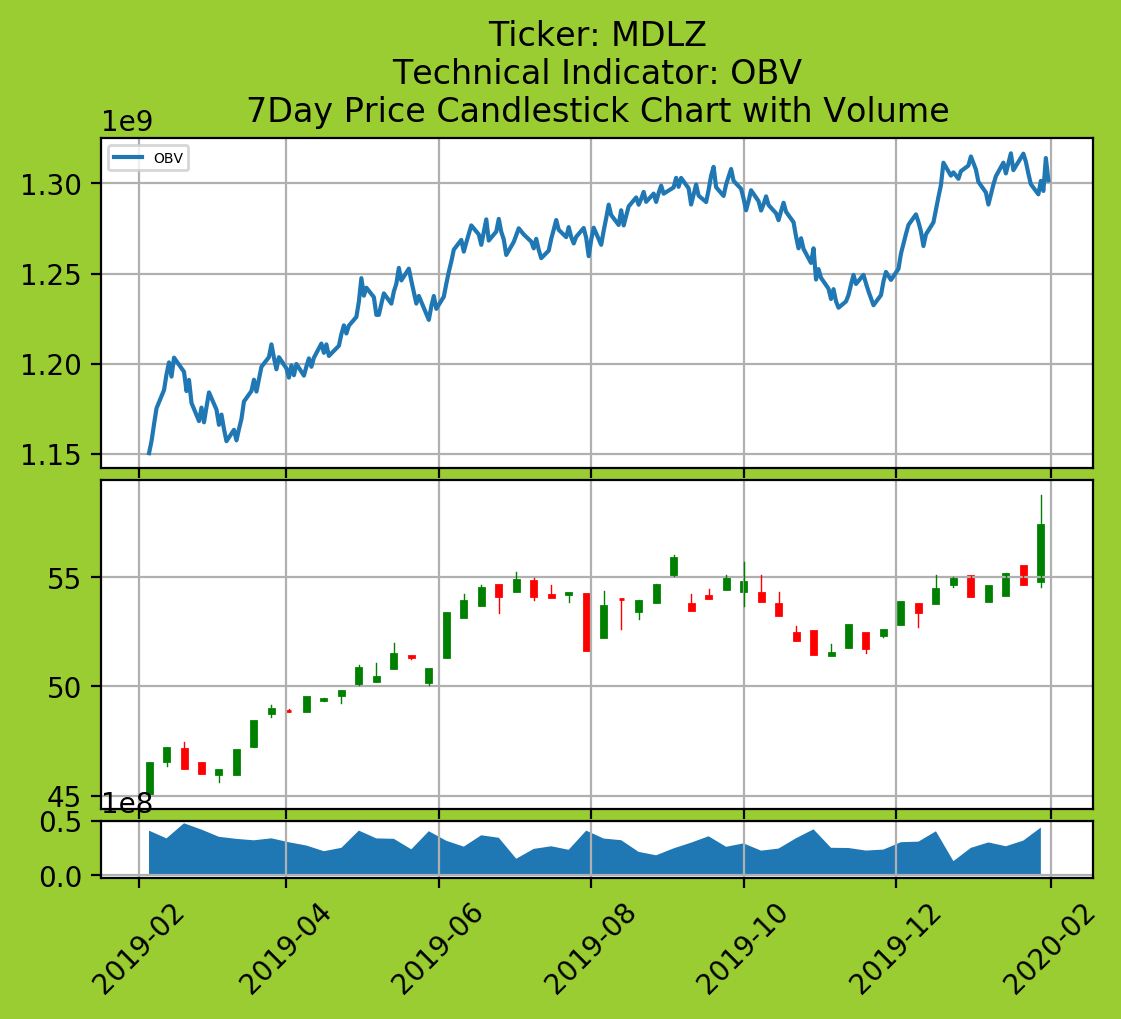 Ticker: MDLZ
Technical Indicator: OBV
7Day Price Candlestick Chart with Volume
1e9
OBV
1.30
1.25
1.20
1.15
55
50
45
1e8
0.5
0.0
2019-02
2019-04
2019-06
2019-08
2019-10
2019-12
2020-02